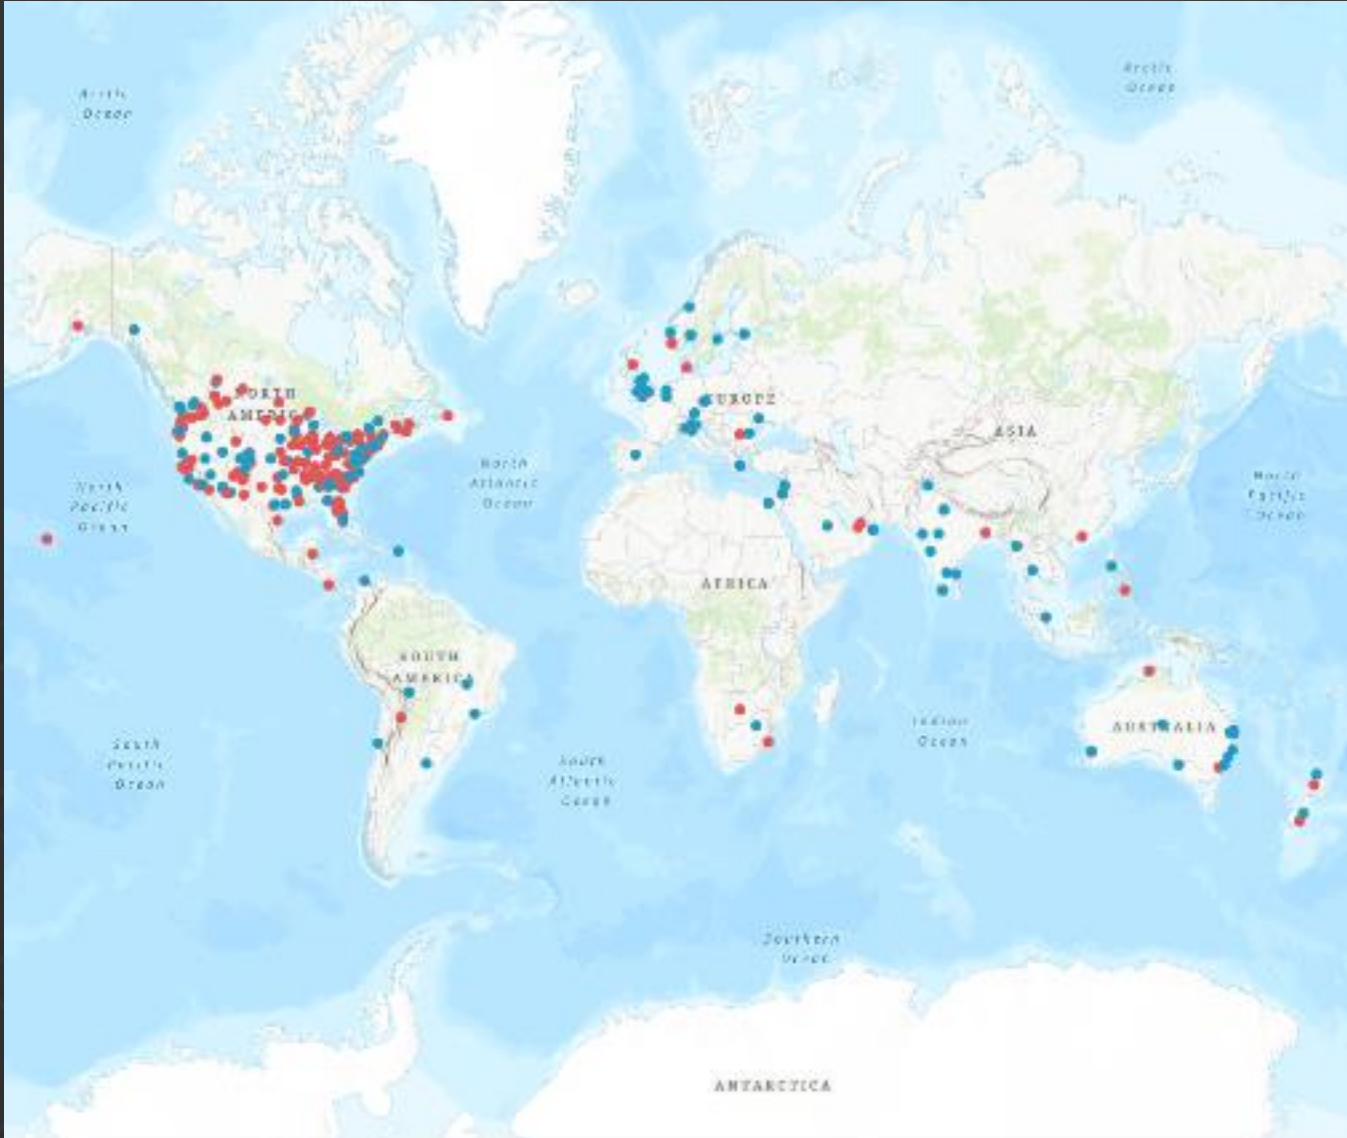 Arctic
Ocean
Arctic
Ocean
NORTH
AMERICA
EUROPE
ASIA
North
Atlantic
Ocean
North
Pacific
Ocean
North
Pacific
Ocean
AFRICA
SOUTH
AMERICA
Indian
Ocean
AUSTRALIA
South
Pacific
Ocean
South
Atlantic
Ocean
Southern
Ocean
ANTARCTICA